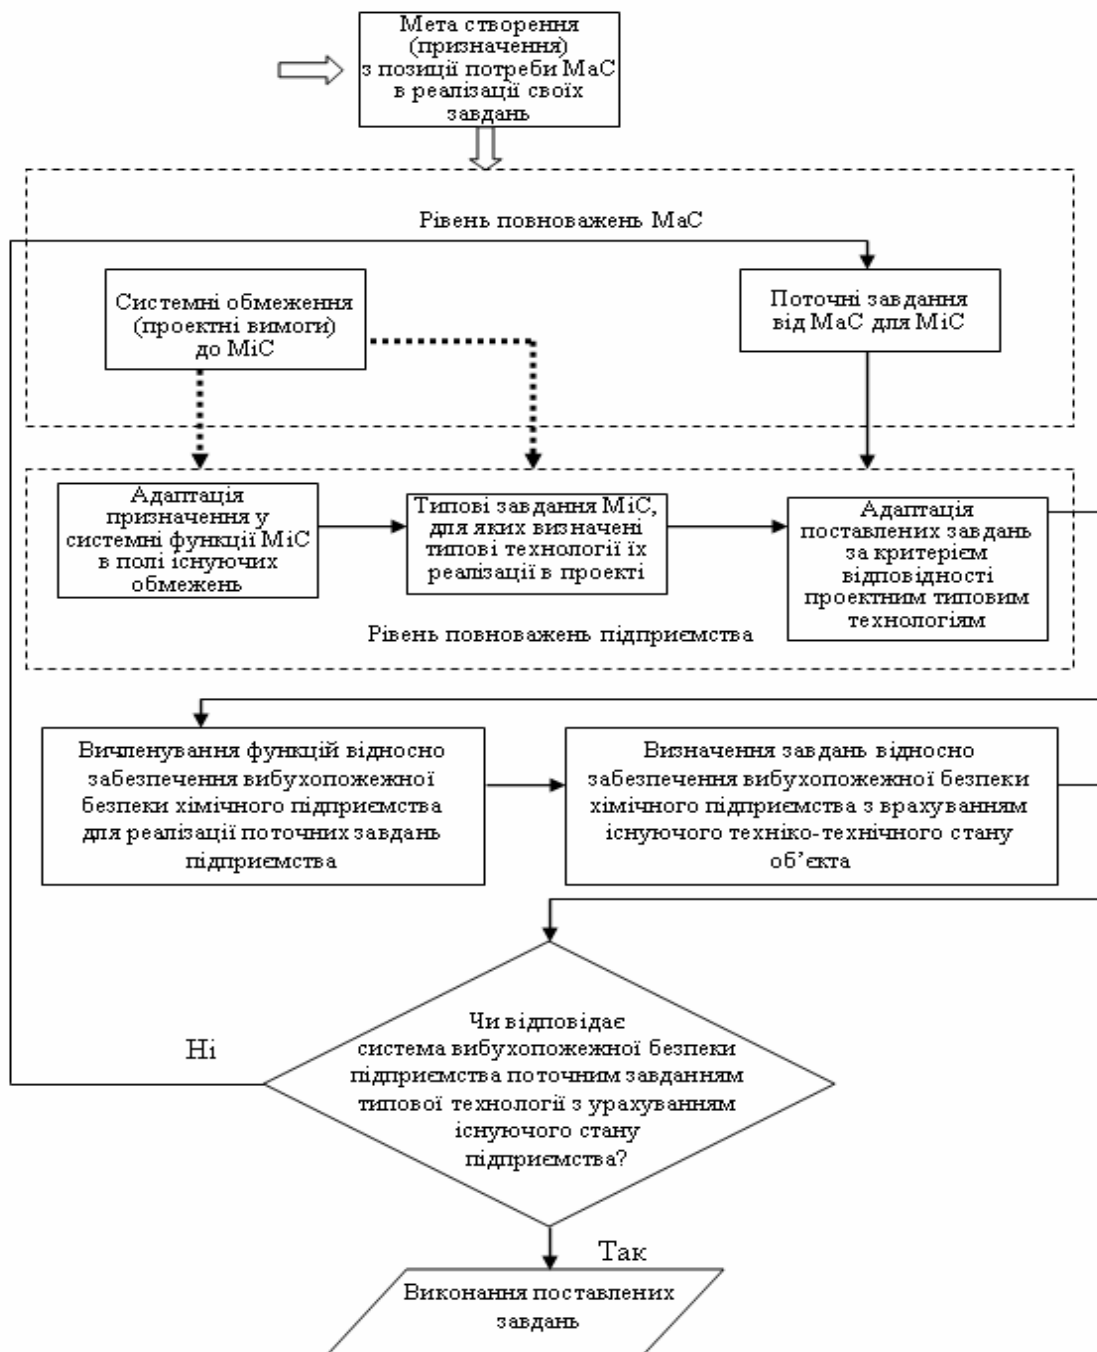 Мета створення
(призначення)
з позиції потреби МаС
в реалізації своїх
завдань
Рівень повноважень МаС
Системні обмеження
(проектні вимоги)
до МіС
Поточні завдання
від МаС для МіС
Адаптація
призначення у
системні функції МіС
в полі існуючих
обмежень
Типові завдання МіС,
для яких визначені
типові технології їх
реалізації в проекті
Адаптація
поставлених завдань
за критерієм
відповідності
проектним типовим
технологіям
Рівень повноважень підприємства
Вичленування функцій відносно
забезпечення вибухопожежної
безпеки хімічного підприємства
для реалізації поточних завдань
підприємства
Визначення завдань відносно
забезпечення вибухопожежної безпеки
хімічного підприємства з врахуванням
існуючого техніко-технічного стану
об’єкта
Чи відповідає
система вибухопожежної безпеки
підприємства поточним завданням
типової технології з урахуванням
існуючого стану
підприємства?
Ні
Так
Виконання поставлених
завдань